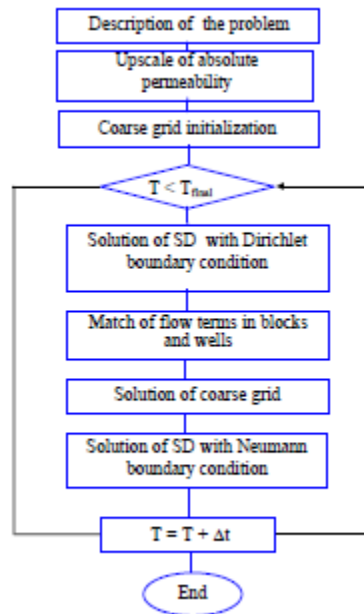 Description of the problem
Upscale of absolute
permeability
Coarse grid initialization
T < Tfinal
Solution of SD with Dirichlet
boundary condition
Match of flow terms in blocks
and wells
Solution of coarse grid
Solution of SD with Neumann
boundary condition
T = T + Δt
End